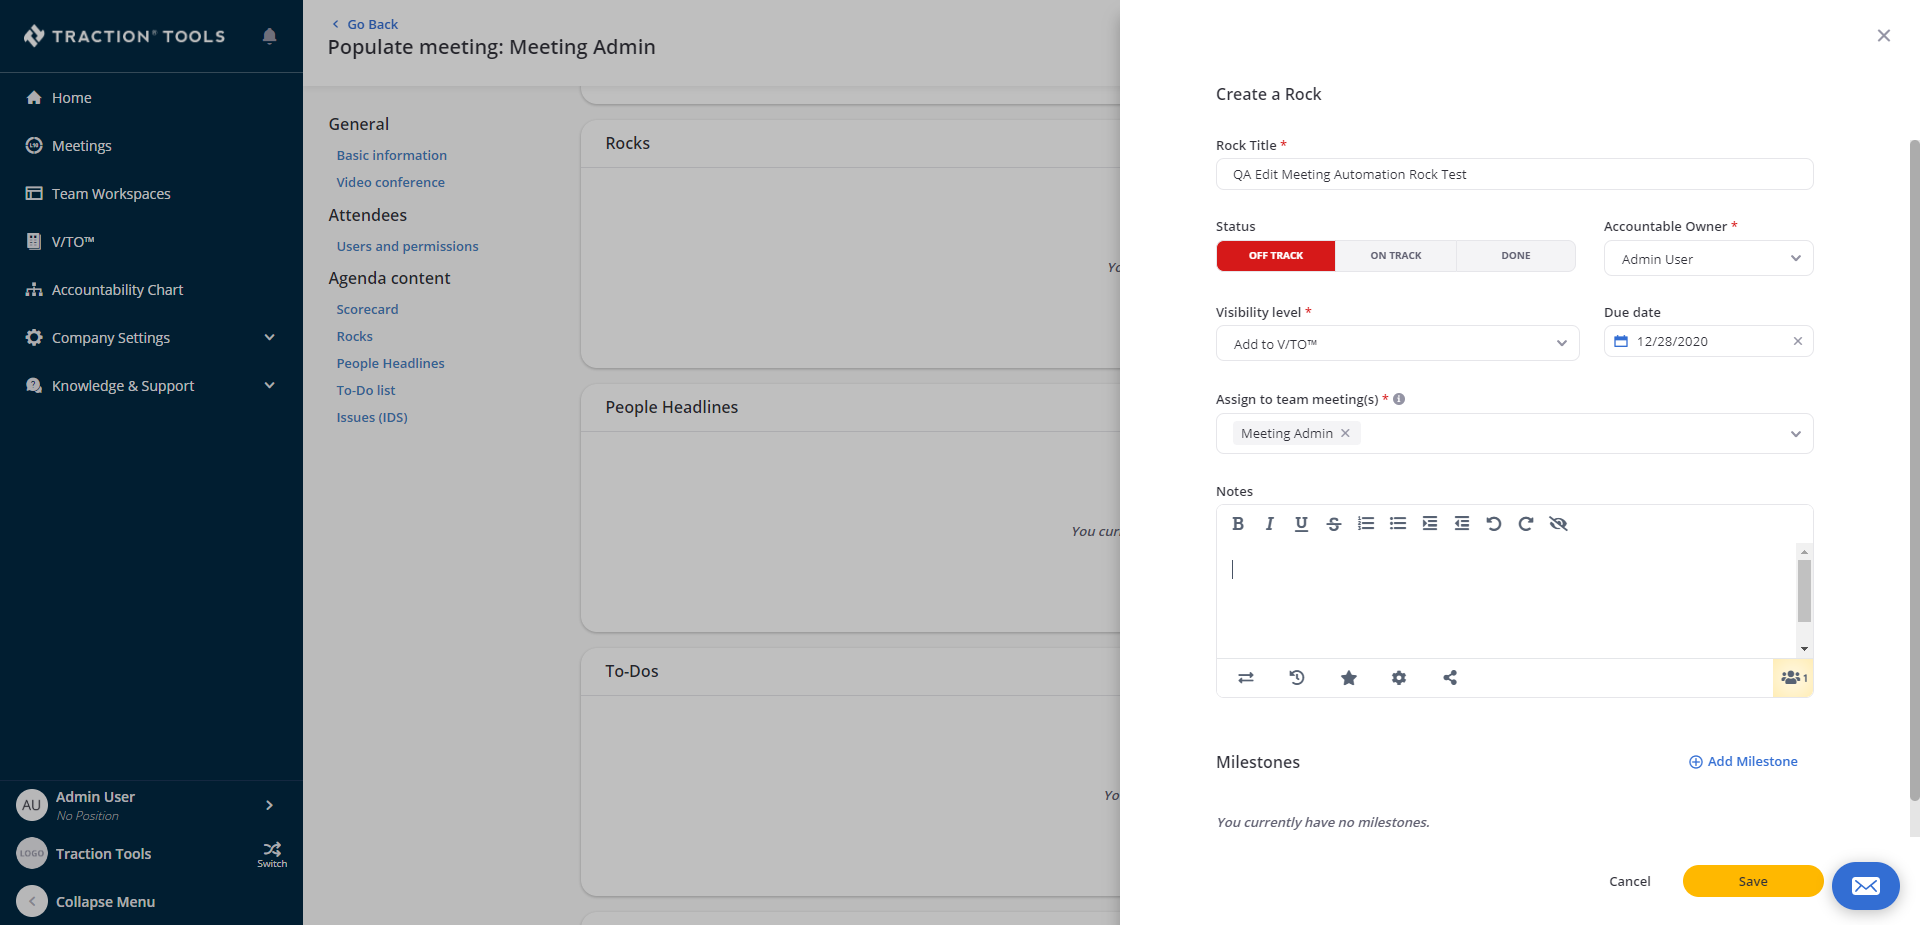 TRACTION® TOOLS
Home
Meetings
Team Workspaces
V/TO™
Accountability Chart
Company Settings
Knowledge & Support
AU
Admin User
No Position
LOGO
Traction Tools
Switch
Collapse Menu
Go Back
Populate meeting: Meeting Admin
General
Basic information
Video conference
Attendees
Users and permissions
Agenda content
Scorecard
Rocks
People Headlines
To-Do list
Issues (IDS)
Rocks
Yo
People Headlines
You cur
To-Dos
Yo
Create a Rock
Rock Title *
QA Edit Meeting Automation Rock Test
Status
OFF TRACK
ON TRACK
DONE
Accountable Owner *
Admin User
Visibility level *
Add to V/TO™
Due date
12/28/2020
Assign to team meeting(s) *
Meeting Admin
Notes
B I U S
1
Milestones
Add Milestone
You currently have no milestones.
Cancel
Save